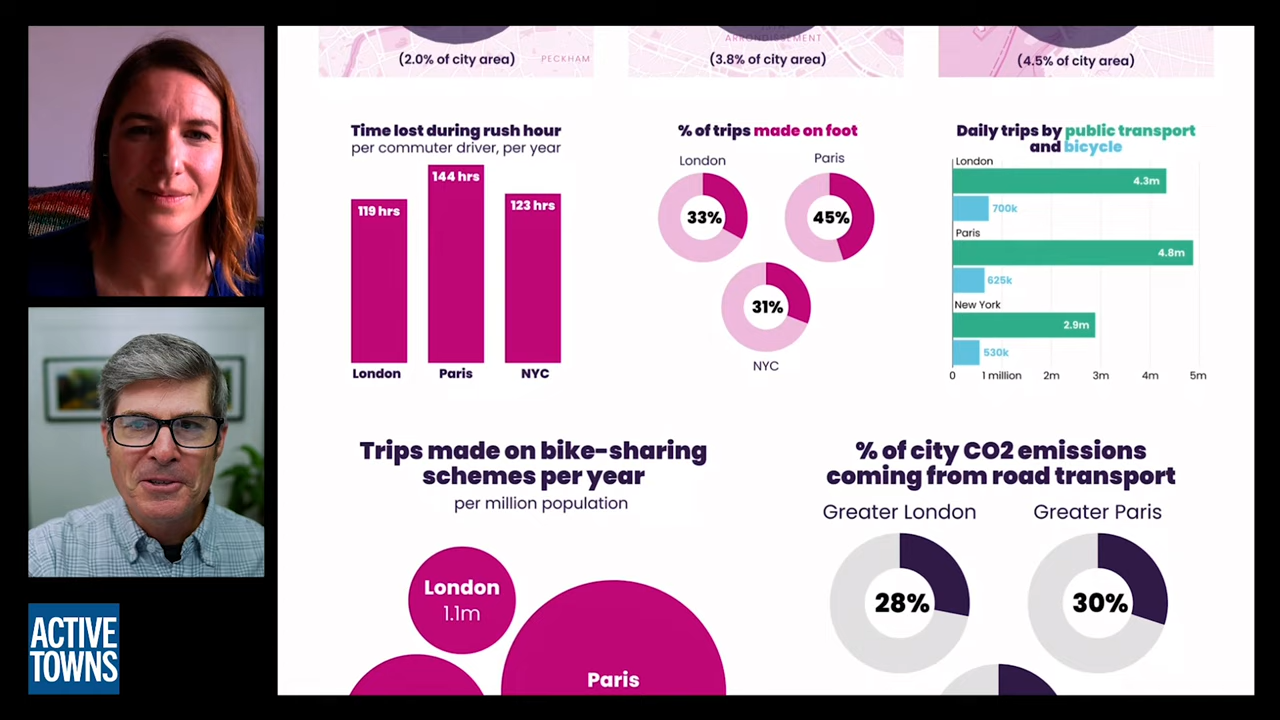 ARRONDISSEMENT
(2.0% of city area)
PECKHAM
(3.8% of city area)
(4.5% of city area)
Time lost during rush hour
per commuter driver, per year
119 hrs
144 hrs
123 hrs
London
Paris
NYC
% of trips made on foot
London
33%
Paris
45%
31%
NYC
Daily trips by public transport
and bicycle
London
4.3m
700k
Paris
4.8m
625k
New York
2.9m
530k
0
1 million
2m
3m
4m
5m
Trips made on bike-sharing
schemes per year
per million population
London
1.1m
Paris
% of city CO2 emissions
coming from road transport
Greater London
28%
Greater Paris
30%
ACTIVE
TOWNS